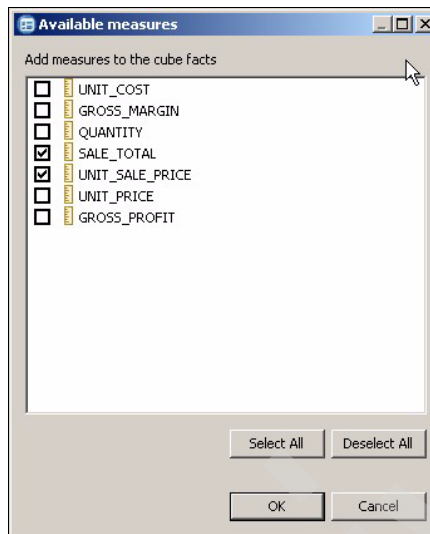 Available measures
Add measures to the cube facts
UNIT_COST
GROSS_MARGIN
QUANTITY
SALE_TOTAL
UNIT_SALE_PRICE
UNIT_PRICE
GROSS_PROFIT
Select All Deselect All
OK Cancel